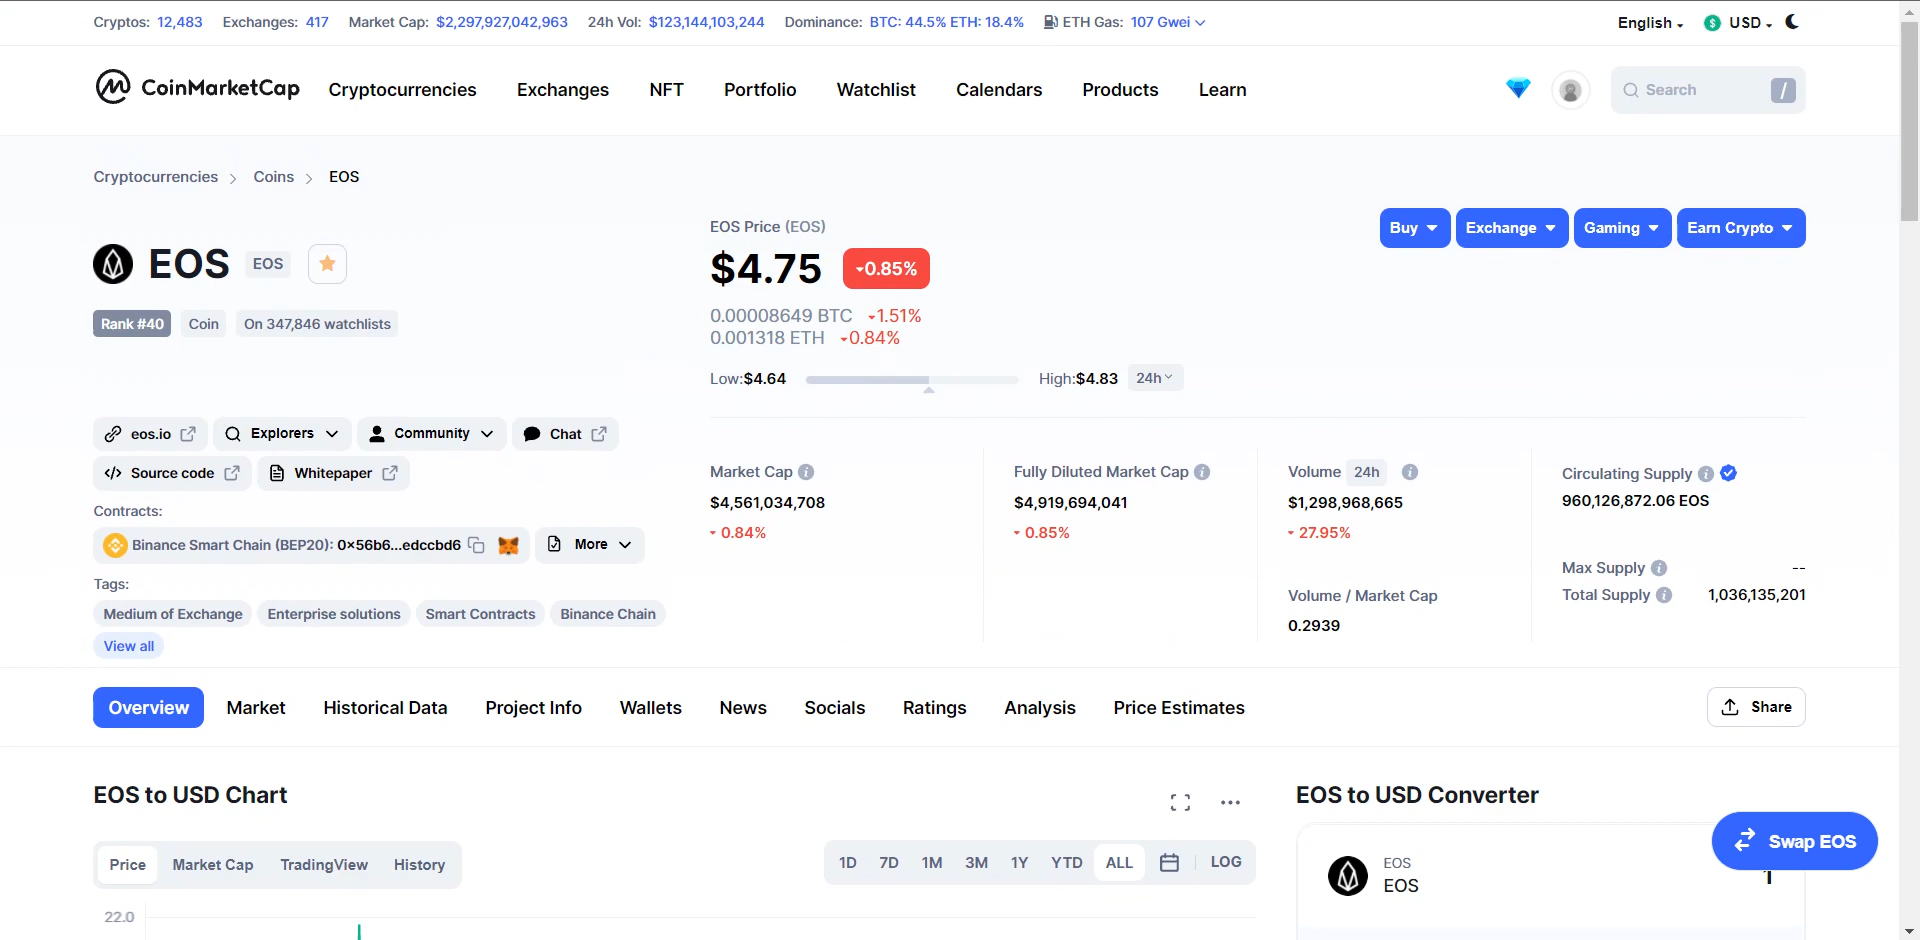 Cryptos: 12,483 Exchanges: 417 Market Cap: $2,297,927,042,963 24h Vol: $123,144,103,244 Dominance: BTC: 44.5% ETH: 18.4% ETH Gas: 107 Gwei
English USD
CoinMarketCap Cryptocurrencies Exchanges NFT Portfolio Watchlist Calendars Products Learn Search /
Cryptocurrencies > Coins > EOS
EOS EOS
Rank #40 Coin On 347,846 watchlists
EOS Price (EOS)
$4.75 0.85%
0.00008649 BTC 1.51%
0.001318 ETH 0.84%
Low:$4.64 High:$4.83 24h
Buy Exchange Gaming Earn Crypto
eos.io Explorers Community Chat
Source code Whitepaper
Contracts:
Binance Smart Chain (BEP20): 0x56b6...edccbd6 More
Tags:
Medium of Exchange Enterprise solutions Smart Contracts Binance Chain
View all
Market Cap
$4,561,034,708
0.84%
Fully Diluted Market Cap
$4,919,694,041
0.85%
Volume 24h
$1,298,968,665
27.95%
Volume / Market Cap
0.2939
Circulating Supply
960,126,872.06 EOS
Max Supply --
Total Supply 1,036,135,201
Overview Market Historical Data Project Info Wallets News Socials Ratings Analysis Price Estimates Share
EOS to USD Chart
Price Market Cap TradingView History 1D 7D 1M 3M 1Y YTD ALL LOG
22.0
EOS to USD Converter
EOS
EOS 1
Swap EOS